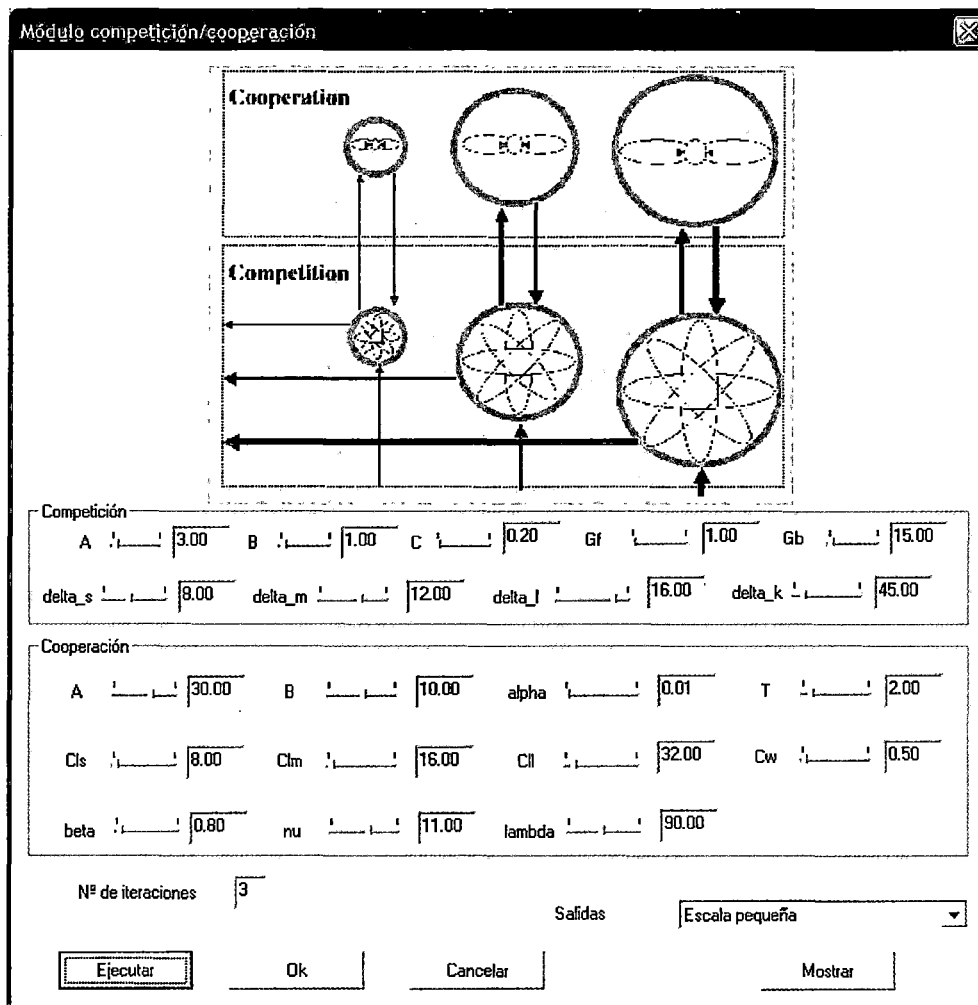 Módulo competición/cooperación
Cooperation
Competition
Competición
A 3.00 B 1.00 C 0.20 Gf 1.00 Gb 15.00
delta_s 8.00 delta_m 12.00 delta_l 16.00 delta_k 45.00
Cooperación
A 30.00 B 10.00 alpha 0.01 T 2.00
Cls 8.00 Clm 16.00 Cll 32.00 Cw 0.50
beta 0.80 nu 11.00 lambda 90.00
Nº de iteraciones 3
Salidas Escala pequeña
Ejecutar Ok Cancelar Mostrar